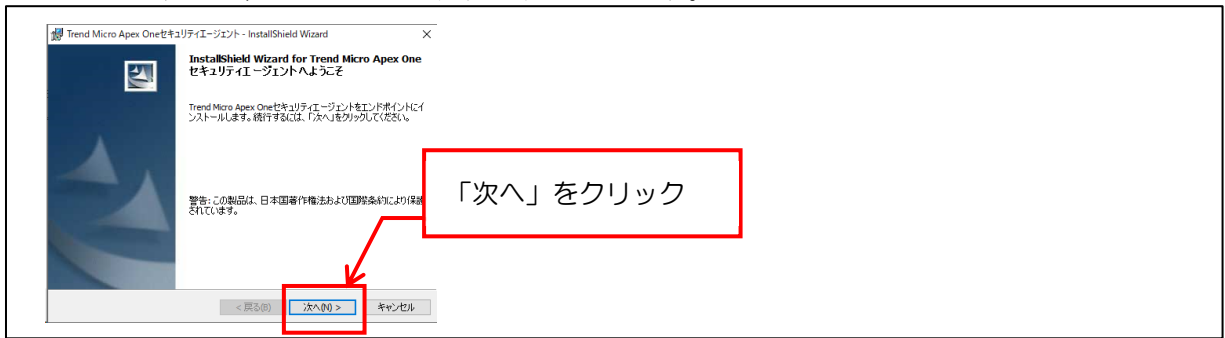 Trend Micro Apex Oneセキュリティエージェント - InstallShield Wizard
InstallShield Wizard for Trend Micro Apex One
セキュリティエージェントへようこそ
Trend Micro Apex Oneセキュリティエージェントをエンドポイントにイ
ンストールします。続行するには、「次へ」をクリックしてください。
「次へ」をクリック
警告: この製品は、日本国著作権法および国際条約により保護
されています。
< 戻る(B)
次へ(N) >
キャンセル